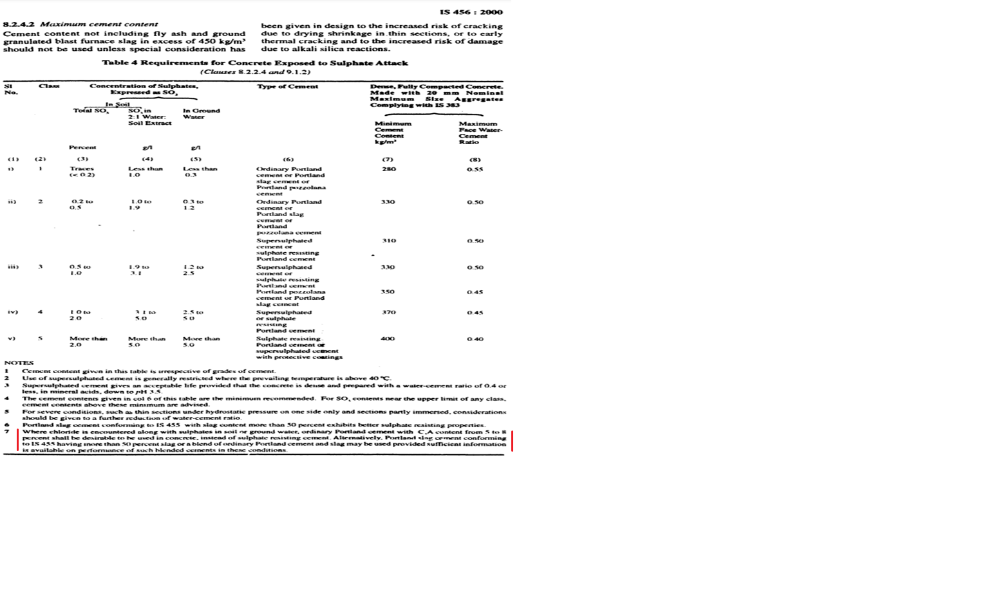 IS 456 : 2000
8.2.4.2 Maximum cement content
Cement content not including fly ash and ground
granulated blast furnace slag in excess of 450 kg/m³
should not be used unless special consideration has
been given in design to the increased risk of cracking
due to drying shrinkage in thin sections, or to early
thermal cracking and to the increased risk of damage
due to alkali silica reactions.
Table 4 Requirements for Concrete Exposed to Sulphate Attack
(Clauses 8.2.2.4 and 9.1.2)
Sl No. Class Concentration of Sulphates, Expressed as SO₃ Type of Cement Dense, Fully Compacted Concrete.
Made with 20 mm Nominal
Maximum Size Aggregates
Complying with IS 383
In Soil
Total SO₃ SO₃ in 2:1 Water: Soil Extract In Ground Water
Minimum Cement Content kg/m³ Maximum Face Water-Cement Ratio
Percent g/l g/l
(1) (2) (3) (4) (5) (6) (7) (8)
i) 1 Traces Less than Less than Ordinary Portland 280 0.55
(< 0.2) 1.0 0.3 cement or Portland
slag cement or
Portland pozzolana
cement
ii) 2 0.2 to 1.0 to 0.3 to Ordinary Portland 330 0.50
0.5 1.9 1.2 cement or
Portland slag
cement or
Portland
pozzolana cement
Supersulphated 310 0.50
cement or
sulphate resisting
Portland cement
iii) 3 0.5 to 1.9 to 1.2 to Supersulphated 330 0.50
1.0 3.1 2.5 cement or
sulphate resisting
Portland cement
Portland pozzolana 350 0.45
cement or Portland
slag cement
iv) 4 1.0 to 3.1 to 2.5 to Supersulphated 370 0.45
2.0 5.0 5.0 or sulphate
resisting
Portland cement
v) 5 More than More than More than Sulphate resisting 400 0.40
2.0 5.0 5.0 Portland cement or
supersulphated cement
with protective coatings
NOTES
1 Cement content given in this table is irrespective of grades of cement.
2 Use of supersulphated cement is generally restricted where the prevailing temperature is above 40 °C.
3 Supersulphated cement gives an acceptable life provided that the concrete is dense and prepared with a water-cement ratio of 0.4 or
less, in mineral acids, down to pH 3.5.
4 The cement contents given in col 6 of this table are the minimum recommended. For SO₃ contents near the upper limit of any class,
cement contents above these minimum are advised.
5 For severe conditions, such as thin sections under hydrostatic pressure on one side only and sections partly immersed, considerations
should be given to a further reduction of water-cement ratio.
6 Portland slag cement conforming to IS 455 with slag content more than 50 percent exhibits better sulphate resisting properties.
7 Where chloride is encountered along with sulphates in soil or ground water, ordinary Portland cement with C₃A content from 5 to 8
percent shall be desirable to be used in concrete, instead of sulphate resisting cement. Alternatively, Portland slag cement conforming
to IS 455 having more than 50 percent slag or a blend of ordinary Portland cement and slag may be used provided sufficient information
is available on performance of such blended cements in these conditions.